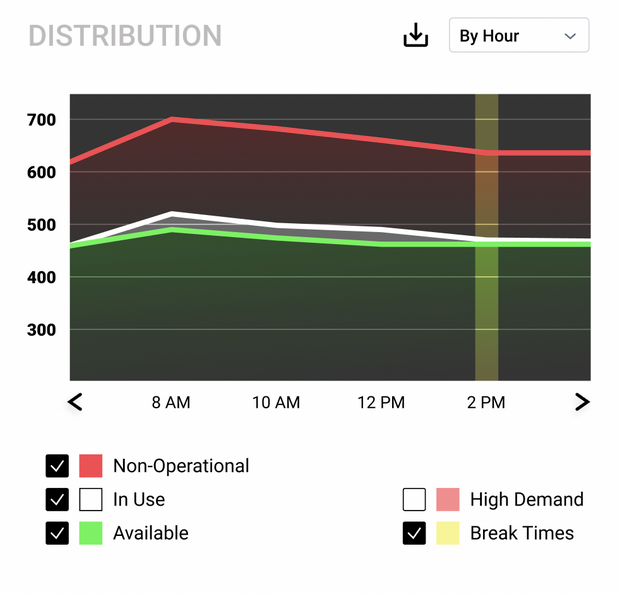 DISTRIBUTION
By Hour
700
600
500
400
300
8 AM 10 AM 12 PM 2 PM
Non-Operational
In Use
High Demand
Available
Break Times